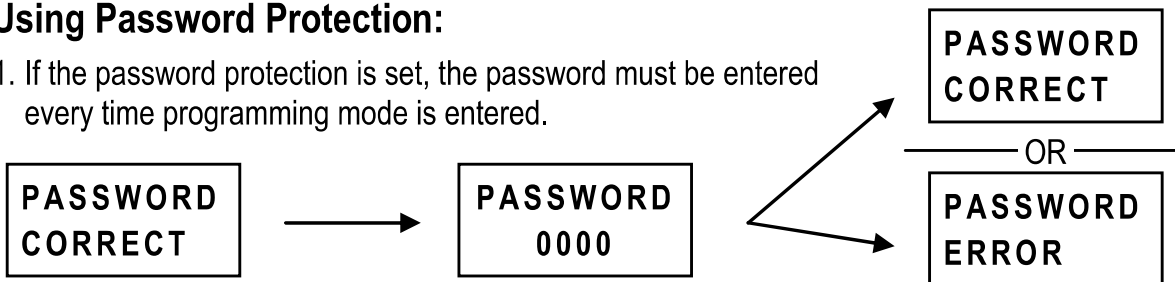 Using Password Protection:
1. If the password protection is set, the password must be entered
every time programming mode is entered.
PASSWORD
CORRECT
PASSWORD
0000
PASSWORD
CORRECT
OR
PASSWORD
ERROR